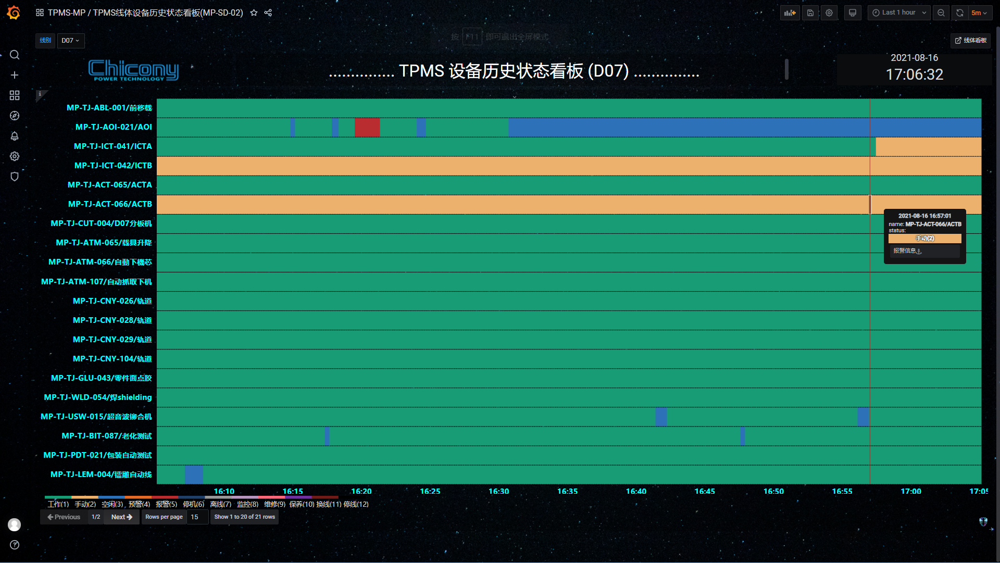 TPMS-MP / TPMS线体设备历史状态看板(MP-SD-02)
Last 1 hour
5m
线别
D07
按 F11 即可退出全屏模式
线体看板
Chicony
POWER TECHNOLOGY
............... TPMS 设备历史状态看板 (D07) ...............
2021-08-16
17:06:32
MP-TJ-ABL-001/前移载
MP-TJ-AOI-021/AOI
MP-TJ-ICT-041/ICTA
MP-TJ-ICT-042/ICTB
MP-TJ-ACT-065/ACTA
MP-TJ-ACT-066/ACTB
MP-TJ-CUT-004/D07分板机
MP-TJ-ATM-065/载具升降
MP-TJ-ATM-066/自動下機芯
MP-TJ-ATM-107/自动抓取下机
MP-TJ-CNY-026/轨道
MP-TJ-CNY-028/轨道
MP-TJ-CNY-029/轨道
MP-TJ-CNY-104/轨道
MP-TJ-GLU-043/零件面点胶
MP-TJ-WLD-054/焊shielding
MP-TJ-USW-015/超音波铆合机
MP-TJ-BIT-087/老化测试
MP-TJ-PDT-021/包装自动测试
MP-TJ-LEM-004/镭雕自动线
2021-08-16 16:57:01
name: MP-TJ-ACT-066/ACTB
status:
手动(2)
报警信息
16:10 16:15 16:20 16:25 16:30 16:35 16:40 16:45 16:50 16:55 17:00 17:05
工作(1) 手动(2) 空闲(3) 预警(4) 报警(5) 停机(6) 离线(7) 监控(8) 维修(9) 保养(10) 换线(11) 停线(12)
Previous 1/2 Next Rows per page 15 Show 1 to 20 of 21 rows